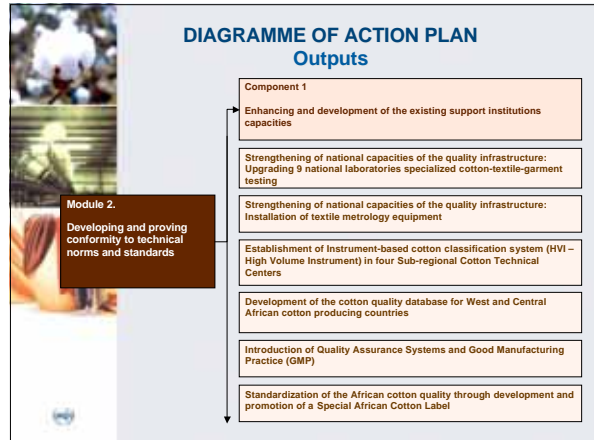 DIAGRAMME OF ACTION PLAN
Outputs
Component 1
Enhancing and development of the existing support institutions
capacities
Strengthening of national capacities of the quality infrastructure:
Upgrading 9 national laboratories specialized cotton-textile-garment
testing
Module 2.
Developing and proving
conformity to technical
norms and standards
Strengthening of national capacities of the quality infrastructure:
Installation of textile metrology equipment
Establishment of Instrument-based cotton classification system (HVI –
High Volume Instrument) in four Sub-regional Cotton Technical
Centers
Development of the cotton quality database for West and Central
African cotton producing countries
Introduction of Quality Assurance Systems and Good Manufacturing
Practice (GMP)
Standardization of the African cotton quality through development and
promotion of a Special African Cotton Label